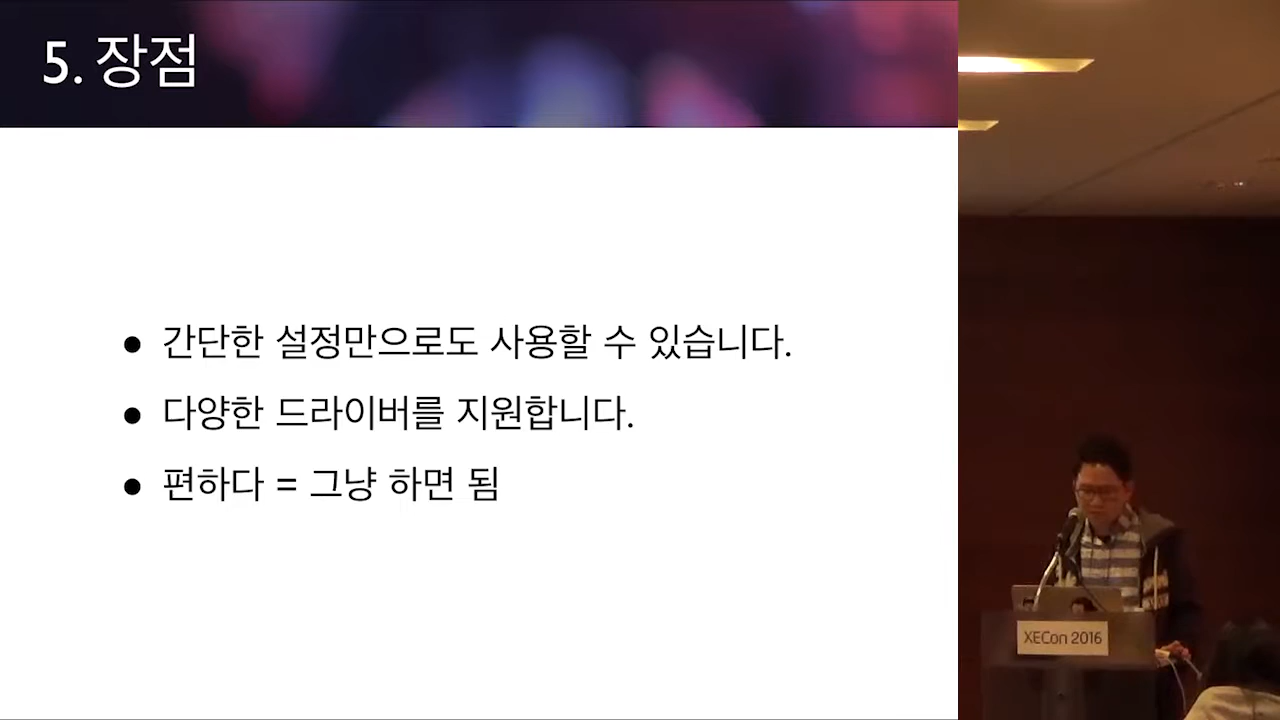 5. 장점
● 간단한 설정만으로도 사용할 수 있습니다.
● 다양한 드라이버를 지원합니다.
● 편하다 = 그냥 하면 됨
XECon 2016